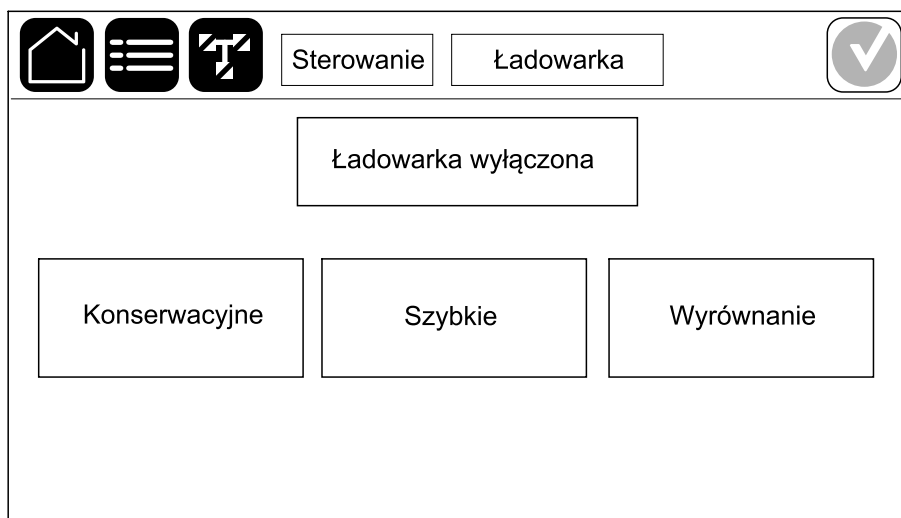 Sterowanie Ładowarka
Ładowarka wyłączona
Konserwacyjne Szybkie Wyrównanie